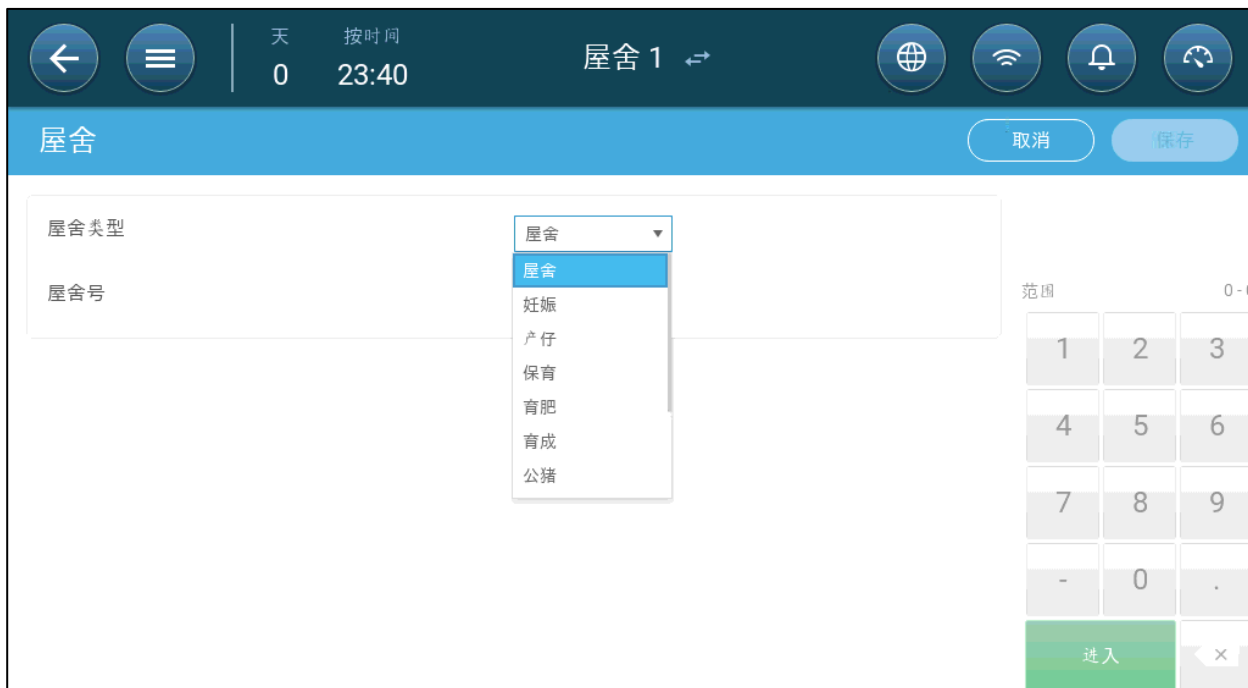 天 按时间
0 23:40
屋舍 1
屋舍
取消 保存
屋舍类型 屋舍
屋舍
妊娠
产仔
保育
育肥
育成
公猪
屋舍号
范围 0 -
1 2 3
4 5 6
7 8 9
- 0 .
进入